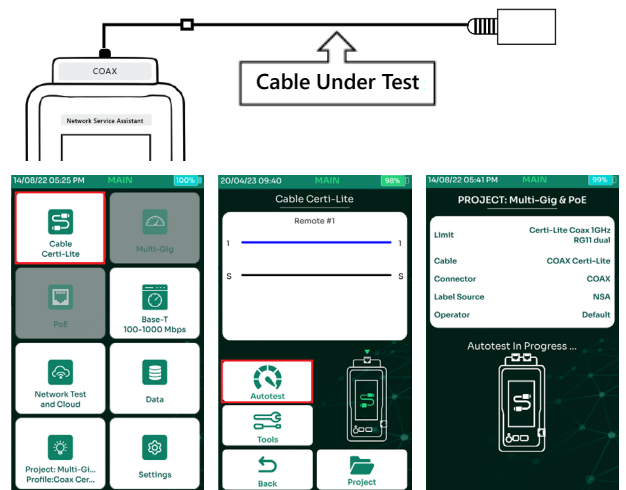 COAX
Network Service Assistant
Cable Under Test
14/08/22 05:25 PM MAIN 100%
Cable
Certi-Lite
Multi-Gig
PoE
Base-T
100-1000 Mbps
Network Test
and Cloud
Data
Project: Multi-Gi...
Profile:Coax Cer...
Settings
20/04/23 09:40 MAIN 98%
Cable Certi-Lite
Remote #1
1 1
S S
Autotest
Tools
Back
Project
14/08/22 05:41 PM MAIN 99%
PROJECT: Multi-Gig & PoE
Limit Certi-Lite Coax 1GHz
RG11 dual
Cable COAX Certi-Lite
Connector COAX
Label Source NSA
Operator Default
Autotest In Progress ...